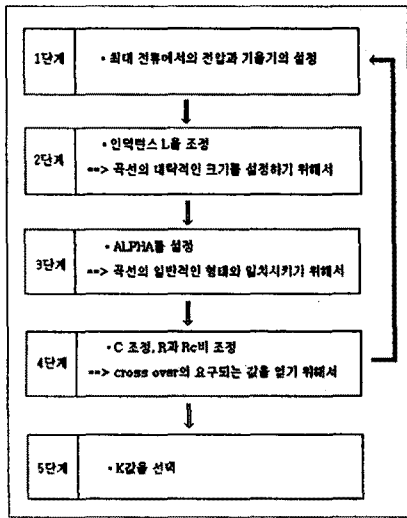 1단계
• 최대 전류에서의 전압과 기울기의 설정
2단계
• 인덕턴스 L을 조정
==> 곡선의 대략적인 크기를 설정하기 위해서
3단계
• ALPHA를 설정
==> 곡선의 일반적인 형태와 일치시키기 위해서
4단계
• C 조정, R과 Rc비 조정
==> cross over의 요구되는 값을 얻기 위해서
5단계
• K값을 선택